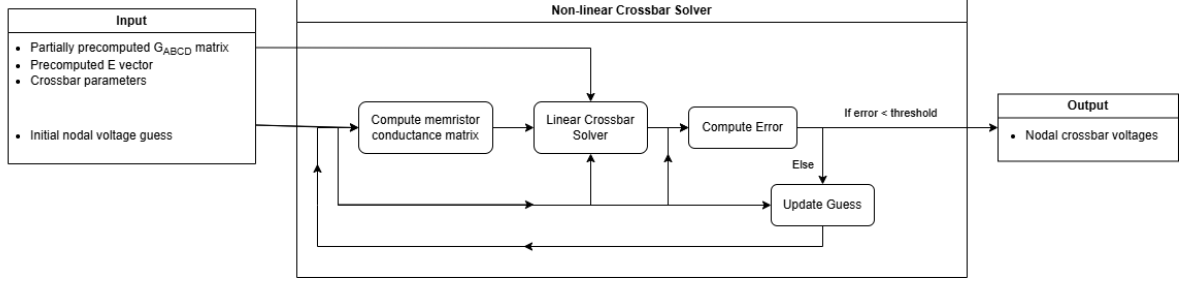 Input
• Partially precomputed G_ABCD matrix
• Precomputed E vector
• Crossbar parameters
• Initial nodal voltage guess
Non-linear Crossbar Solver
Compute memristor
conductance matrix
Linear Crossbar
Solver
Compute Error
If error < threshold
Else
Update Guess
Output
• Nodal crossbar voltages